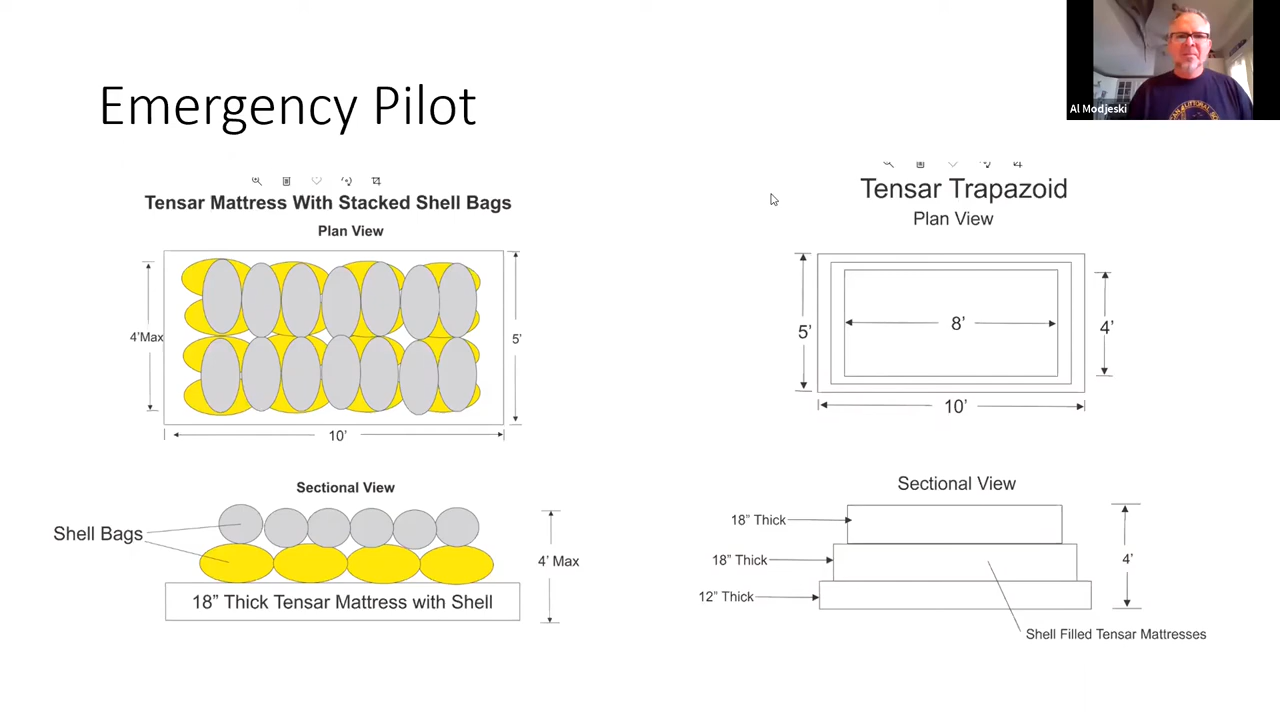 Emergency Pilot
Al Modjeski
Tensar Mattress With Stacked Shell Bags
Plan View
4'Max
5'
10'
Sectional View
Shell Bags
4' Max
18” Thick Tensar Mattress with Shell
Tensar Trapazoid
Plan View
5'
8'
4'
10'
Sectional View
18” Thick
18” Thick
12” Thick
4'
Shell Filled Tensar Mattresses